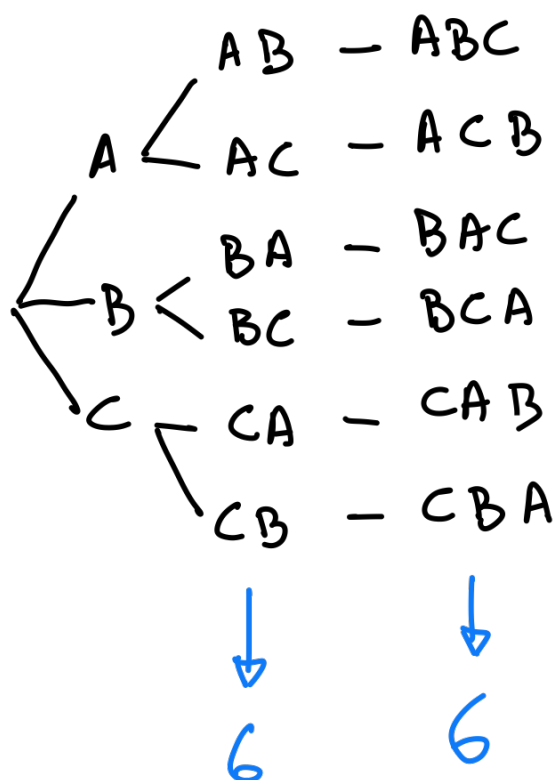 AB — ABC
A AC — ACB
BA — BAC
B BC — BCA
C CA — CAB
CB — CBA
6 6